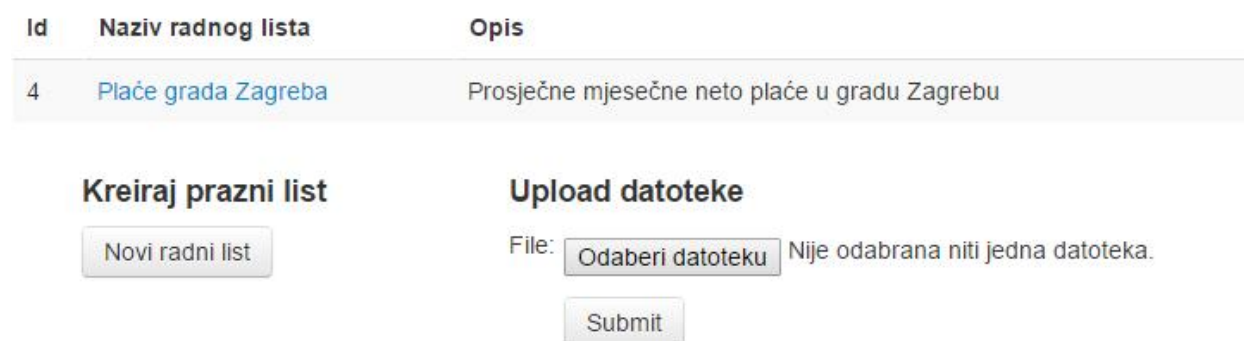 Id Naziv radnog lista Opis
4 Plaće grada Zagreba Prosječne mjesečne neto plaće u gradu Zagrebu
Kreiraj prazni list Upload datoteke
Novi radni list File: Odaberi datoteku Nije odabrana niti jedna datoteka.
Submit